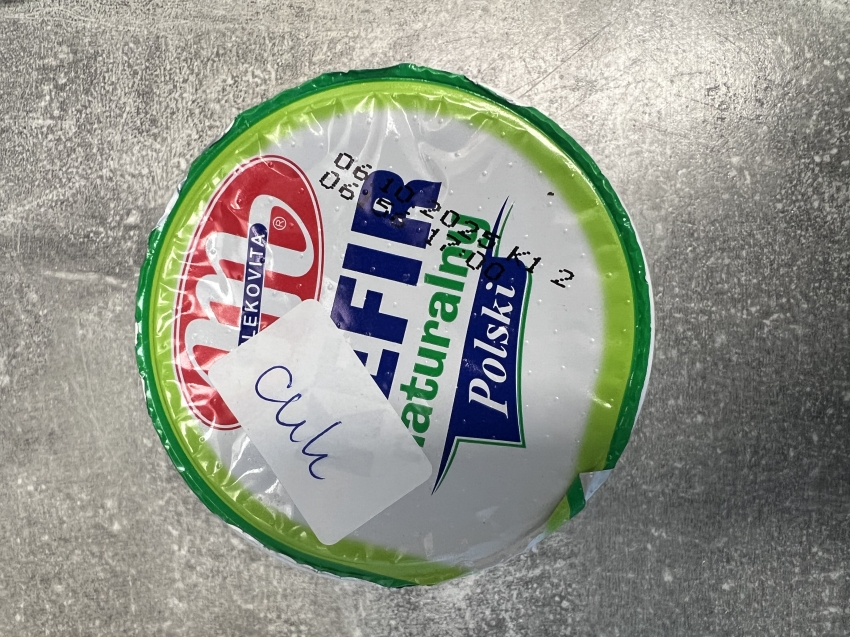 LEKOVITA®
EFIR
aturalny
Polski
06 10 2025 K1 2